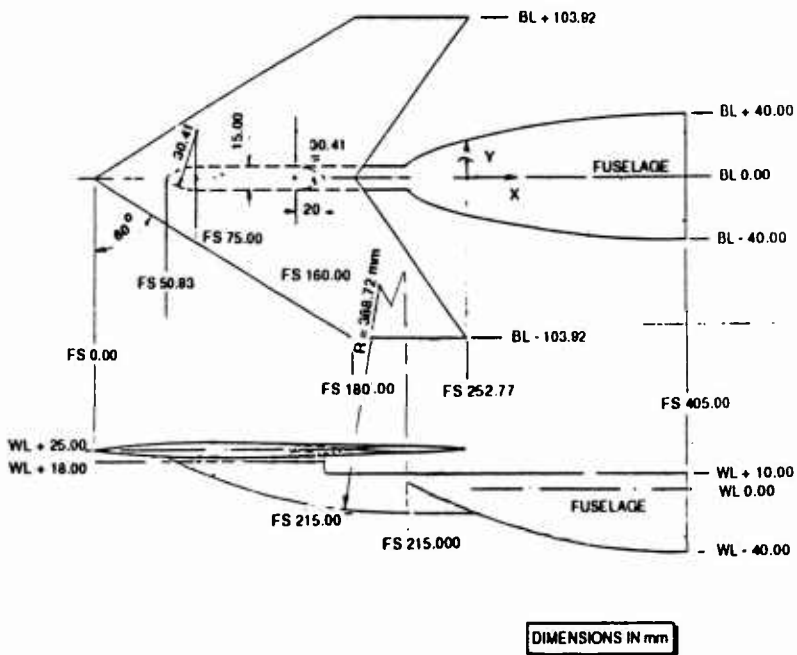 BL + 103.92
30.41
15.00
30.41
BL + 40.00
Y
FUSELAGE
BL 0.00
X
20
60°
FS 75.00
BL - 40.00
FS 50.83
FS 160.00
R = 388.72 mm
BL - 103.92
FS 0.00
FS 180.00
FS 252.77
FS 405.00
WL + 25.00
WL + 18.00
WL + 10.00
WL 0.00
FS 215.00
FUSELAGE
FS 215.000
WL - 40.00
DIMENSIONS IN mm